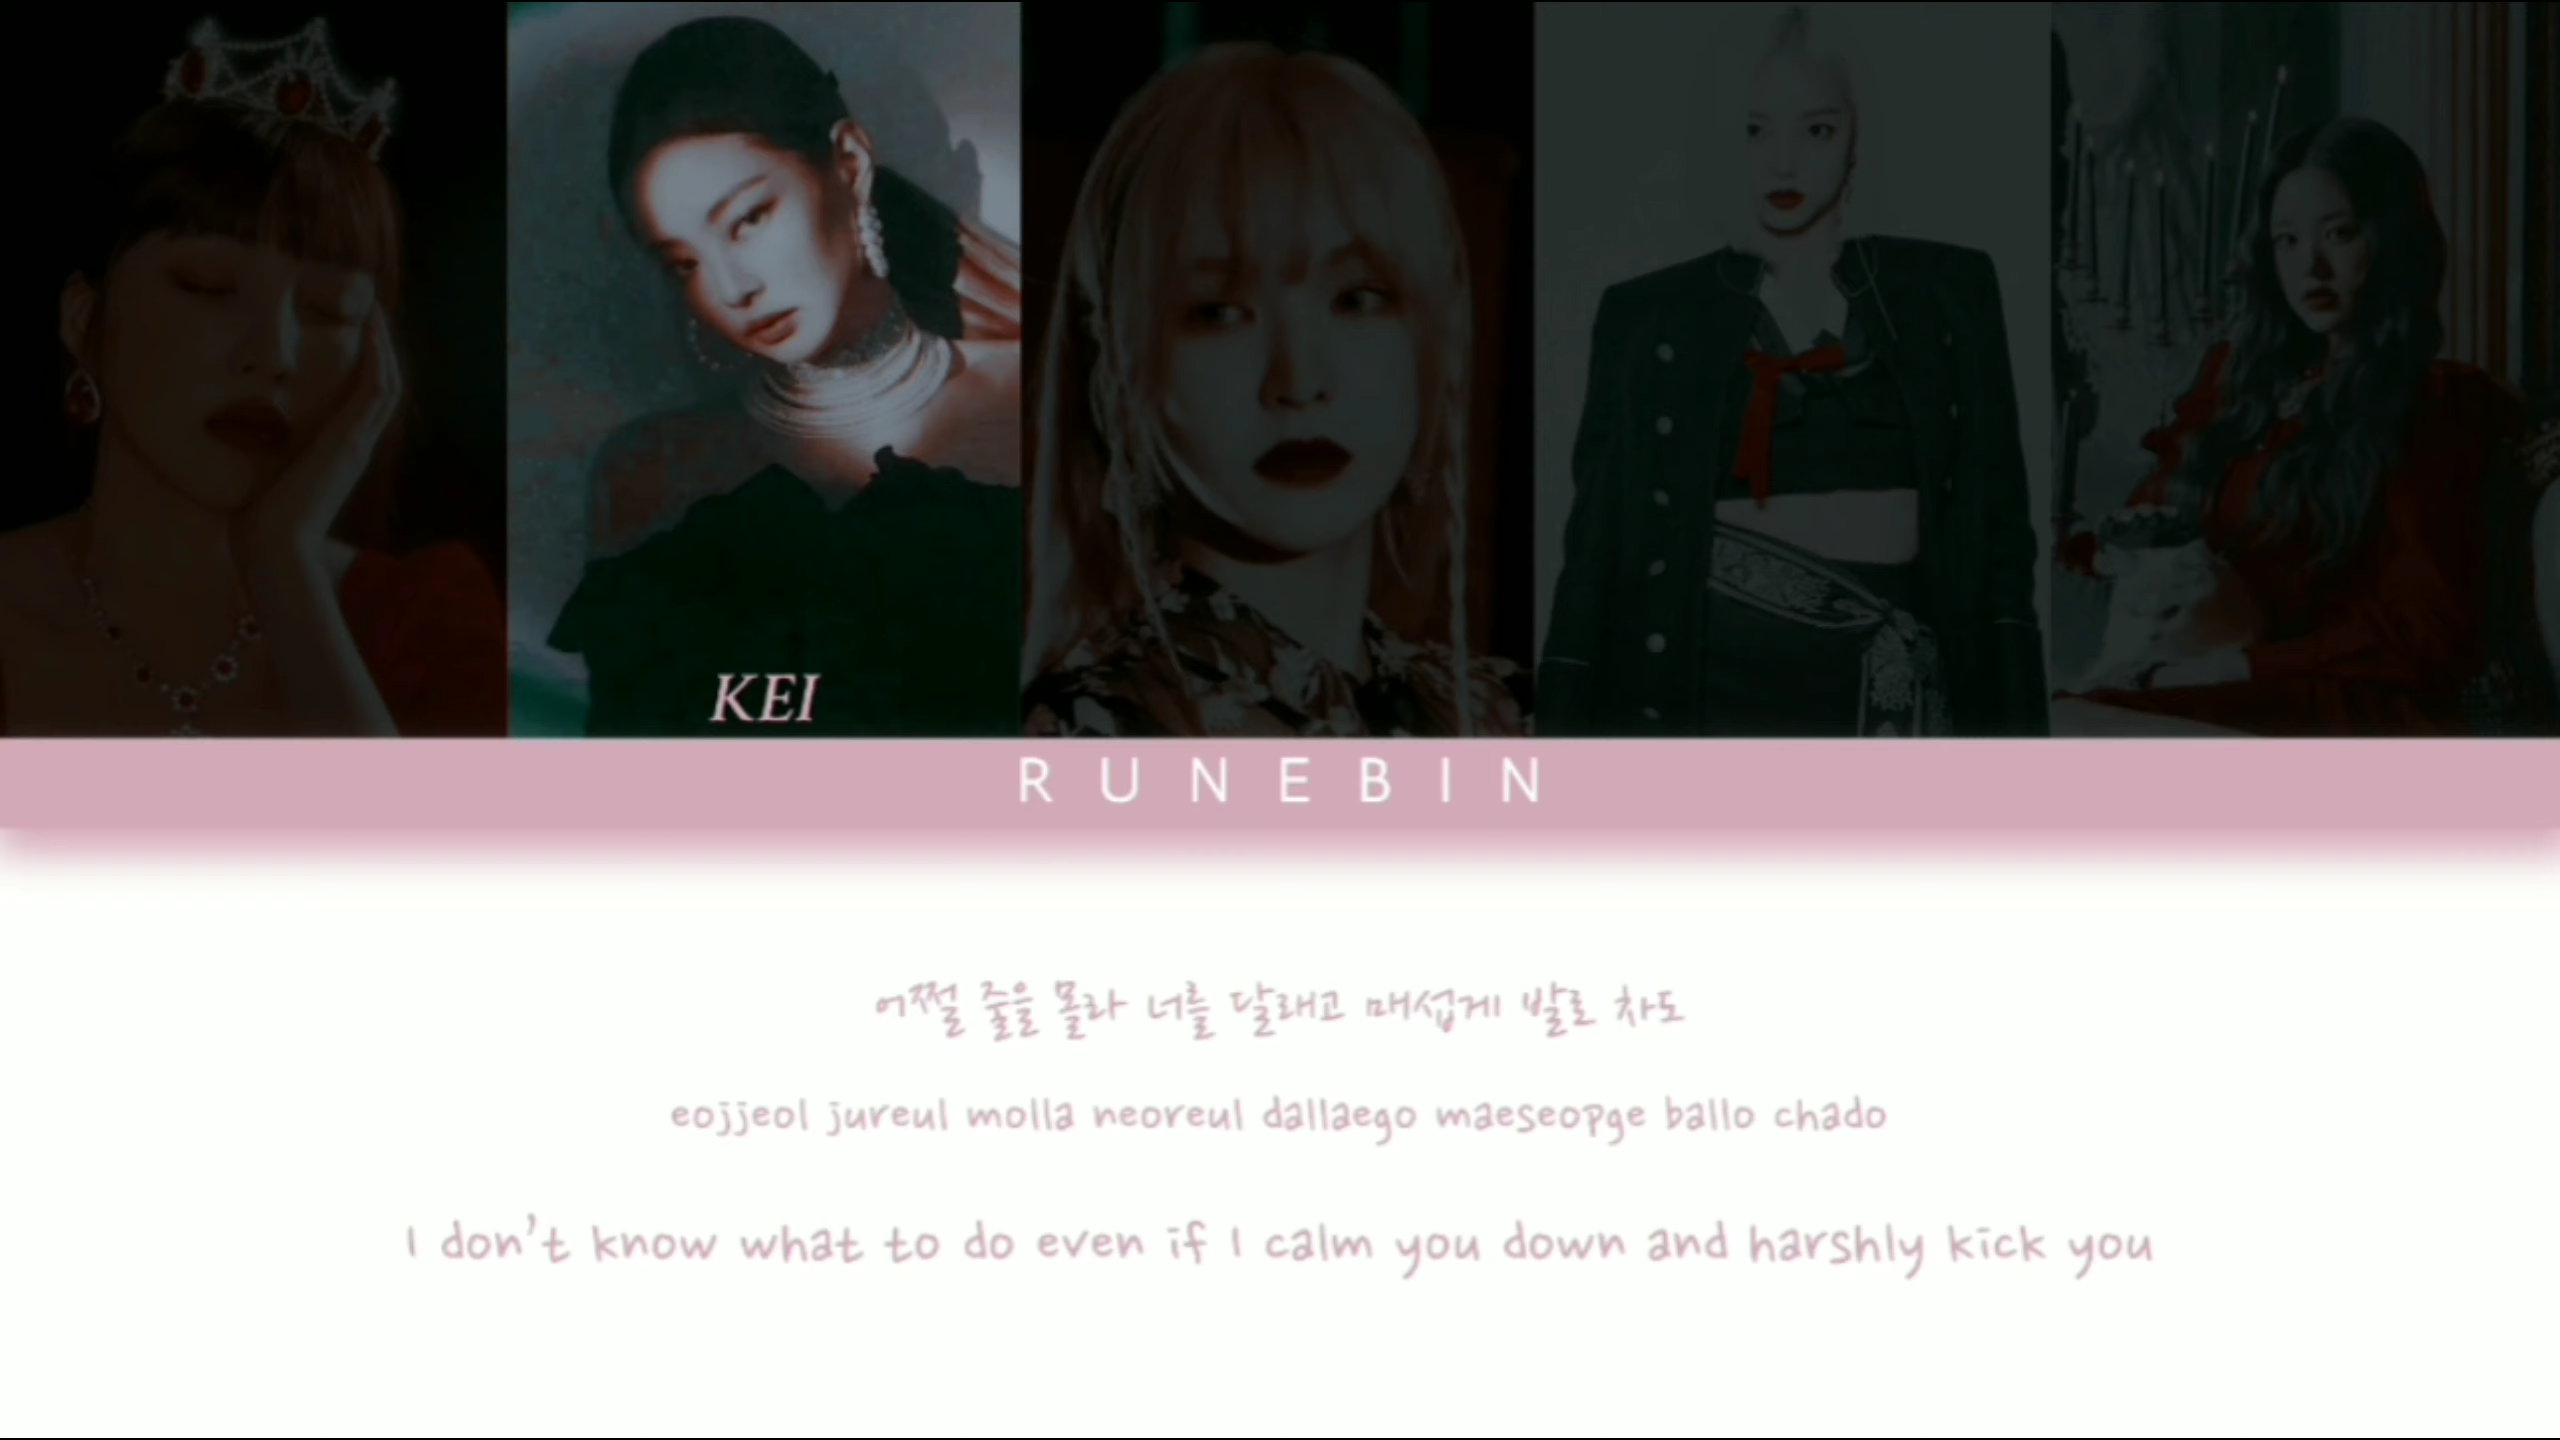 KEI
RUNEBIN
어쩔 줄을 몰라 너를 달래고 매섭게 발로 차도
eojjeol jureul molla neoreul dallaego maeseopge ballo chado
I don't know what to do even if I calm you down and harshly kick you